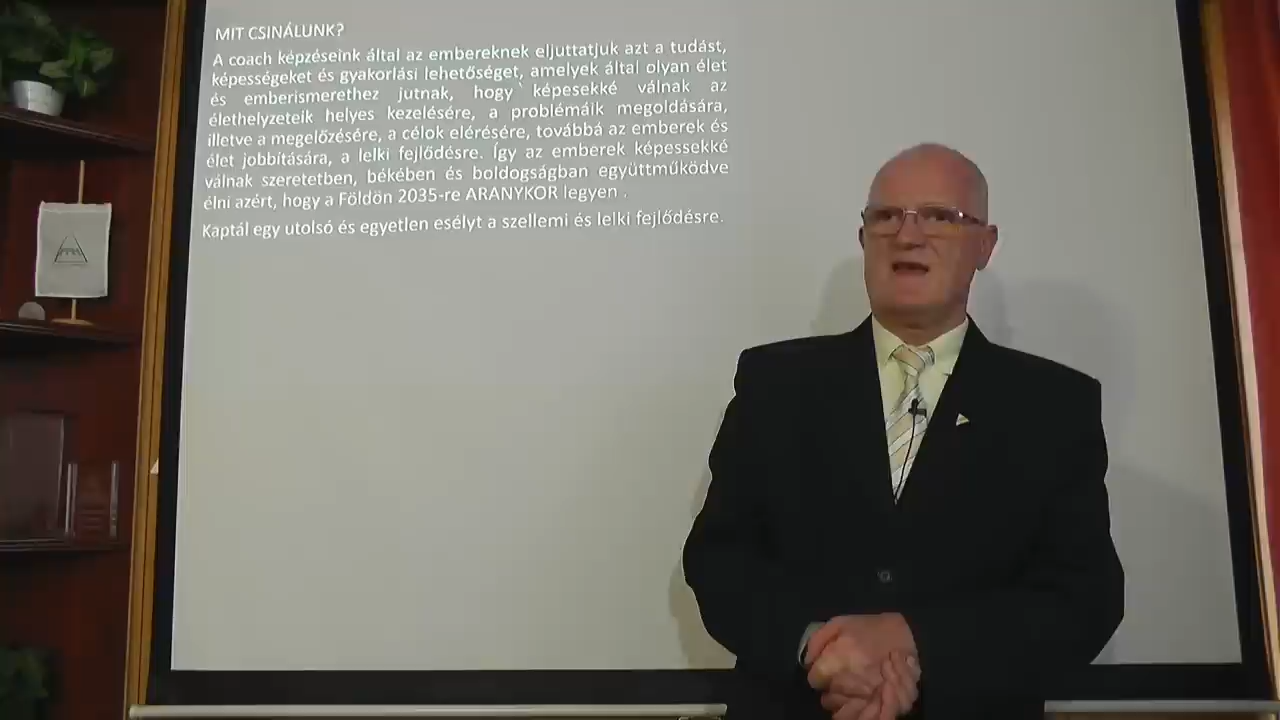 MIT CSINÁLUNK?
A coach képzéseink által az embereknek eljuttatjuk azt a tudást,
képességeket és gyakorlási lehetőséget, amelyek által olyan élet
és emberismerethez jutnak, hogy képesekké válnak az
élethelyzeteik helyes kezelésére, a problémáik megoldására,
illetve a megelőzésére, a célok elérésére, továbbá az emberek és
élet jobbítására, a lelki fejlődésre. Így az emberek képessekké
válnak szeretetben, békében és boldogságban együttműködve
élni azért, hogy a Földön 2035-re ARANYKOR legyen .
Kaptál egy utolsó és egyetlen esélyt a szellemi és lelki fejlődésre.